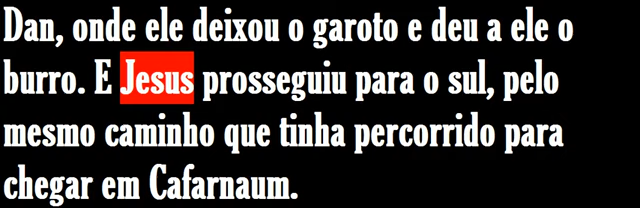 Dan, onde ele deixou o garoto e deu a ele o
burro. E Jesus prosseguiu para o sul, pelo
mesmo caminho que tinha percorrido para
chegar em Cafarnaum.